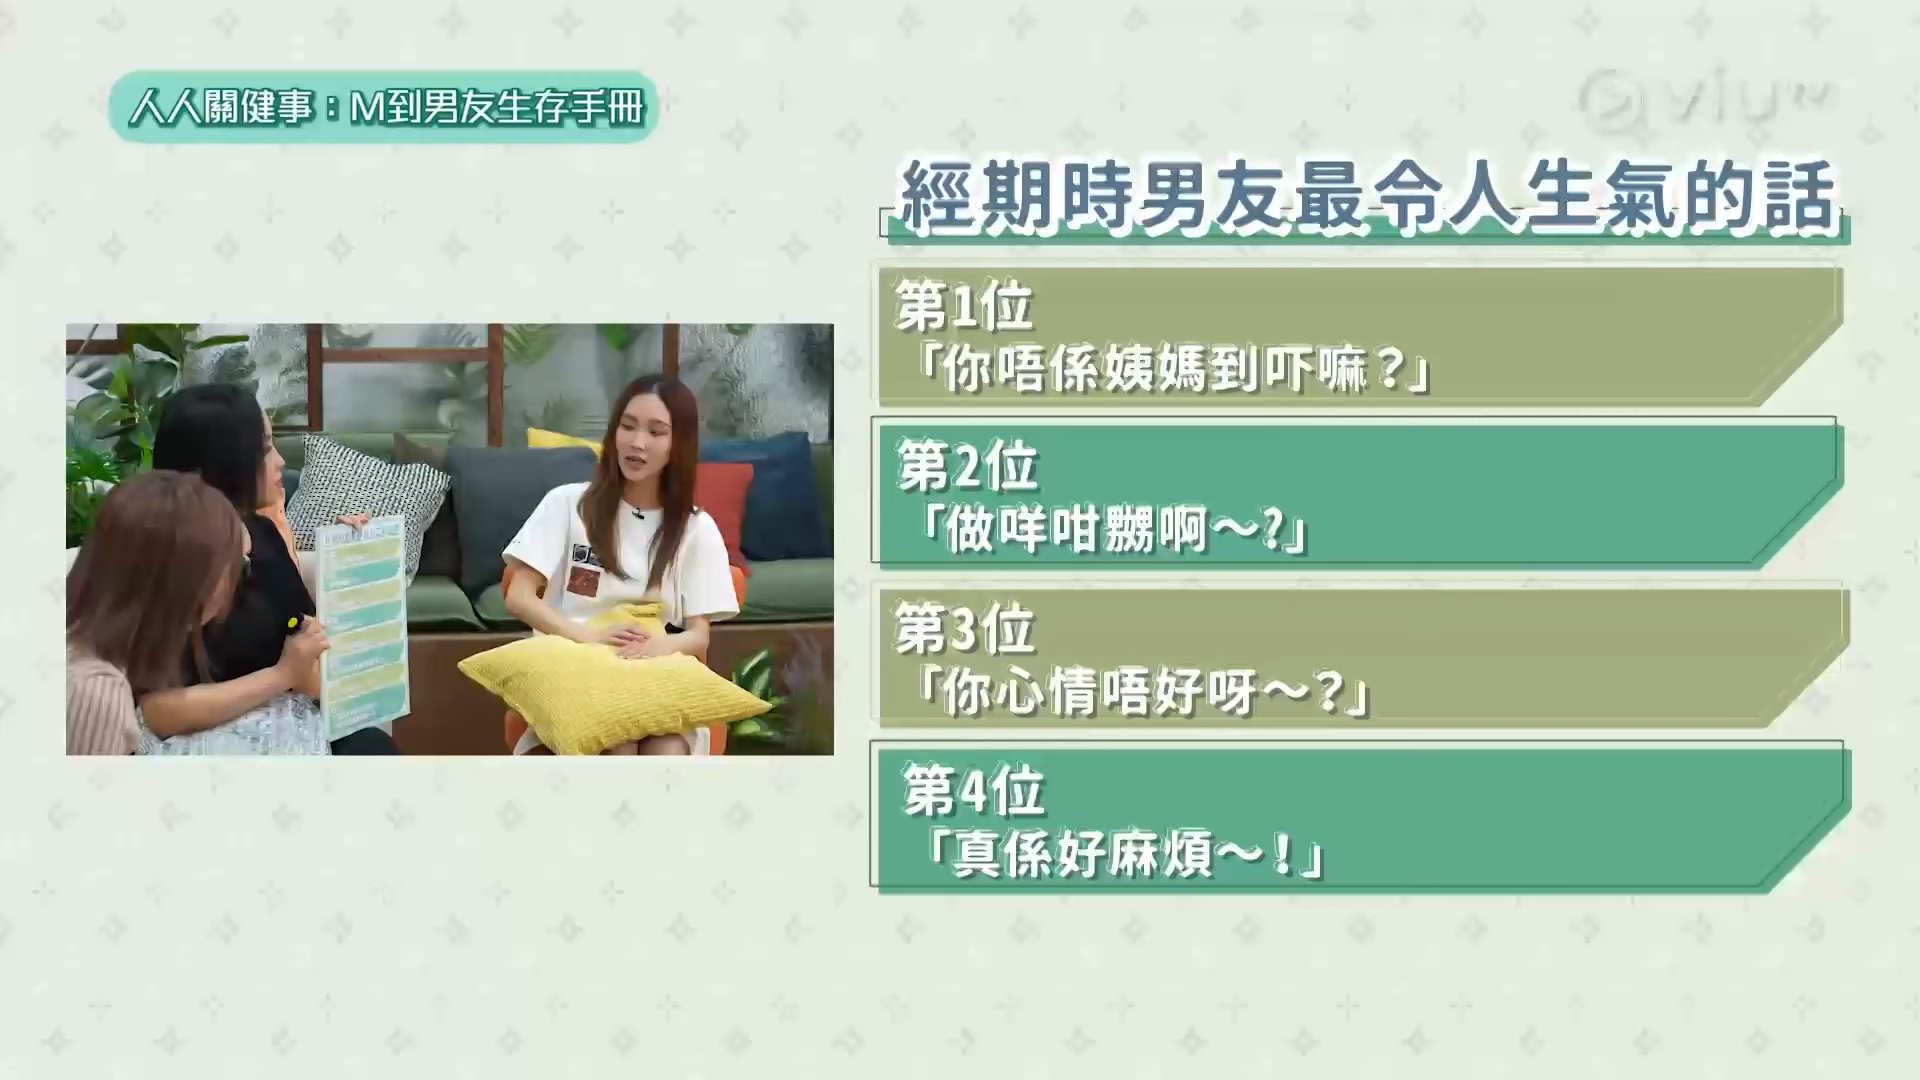 人人關健事：M到男友生存手冊
viuTV
經期時男友最令人生氣的話
第1位
「你唔係姨媽到吓嘛？」
第2位
「做咩咁嬲啊～?」
第3位
「你心情唔好呀～？」
第4位
「真係好麻煩～！」